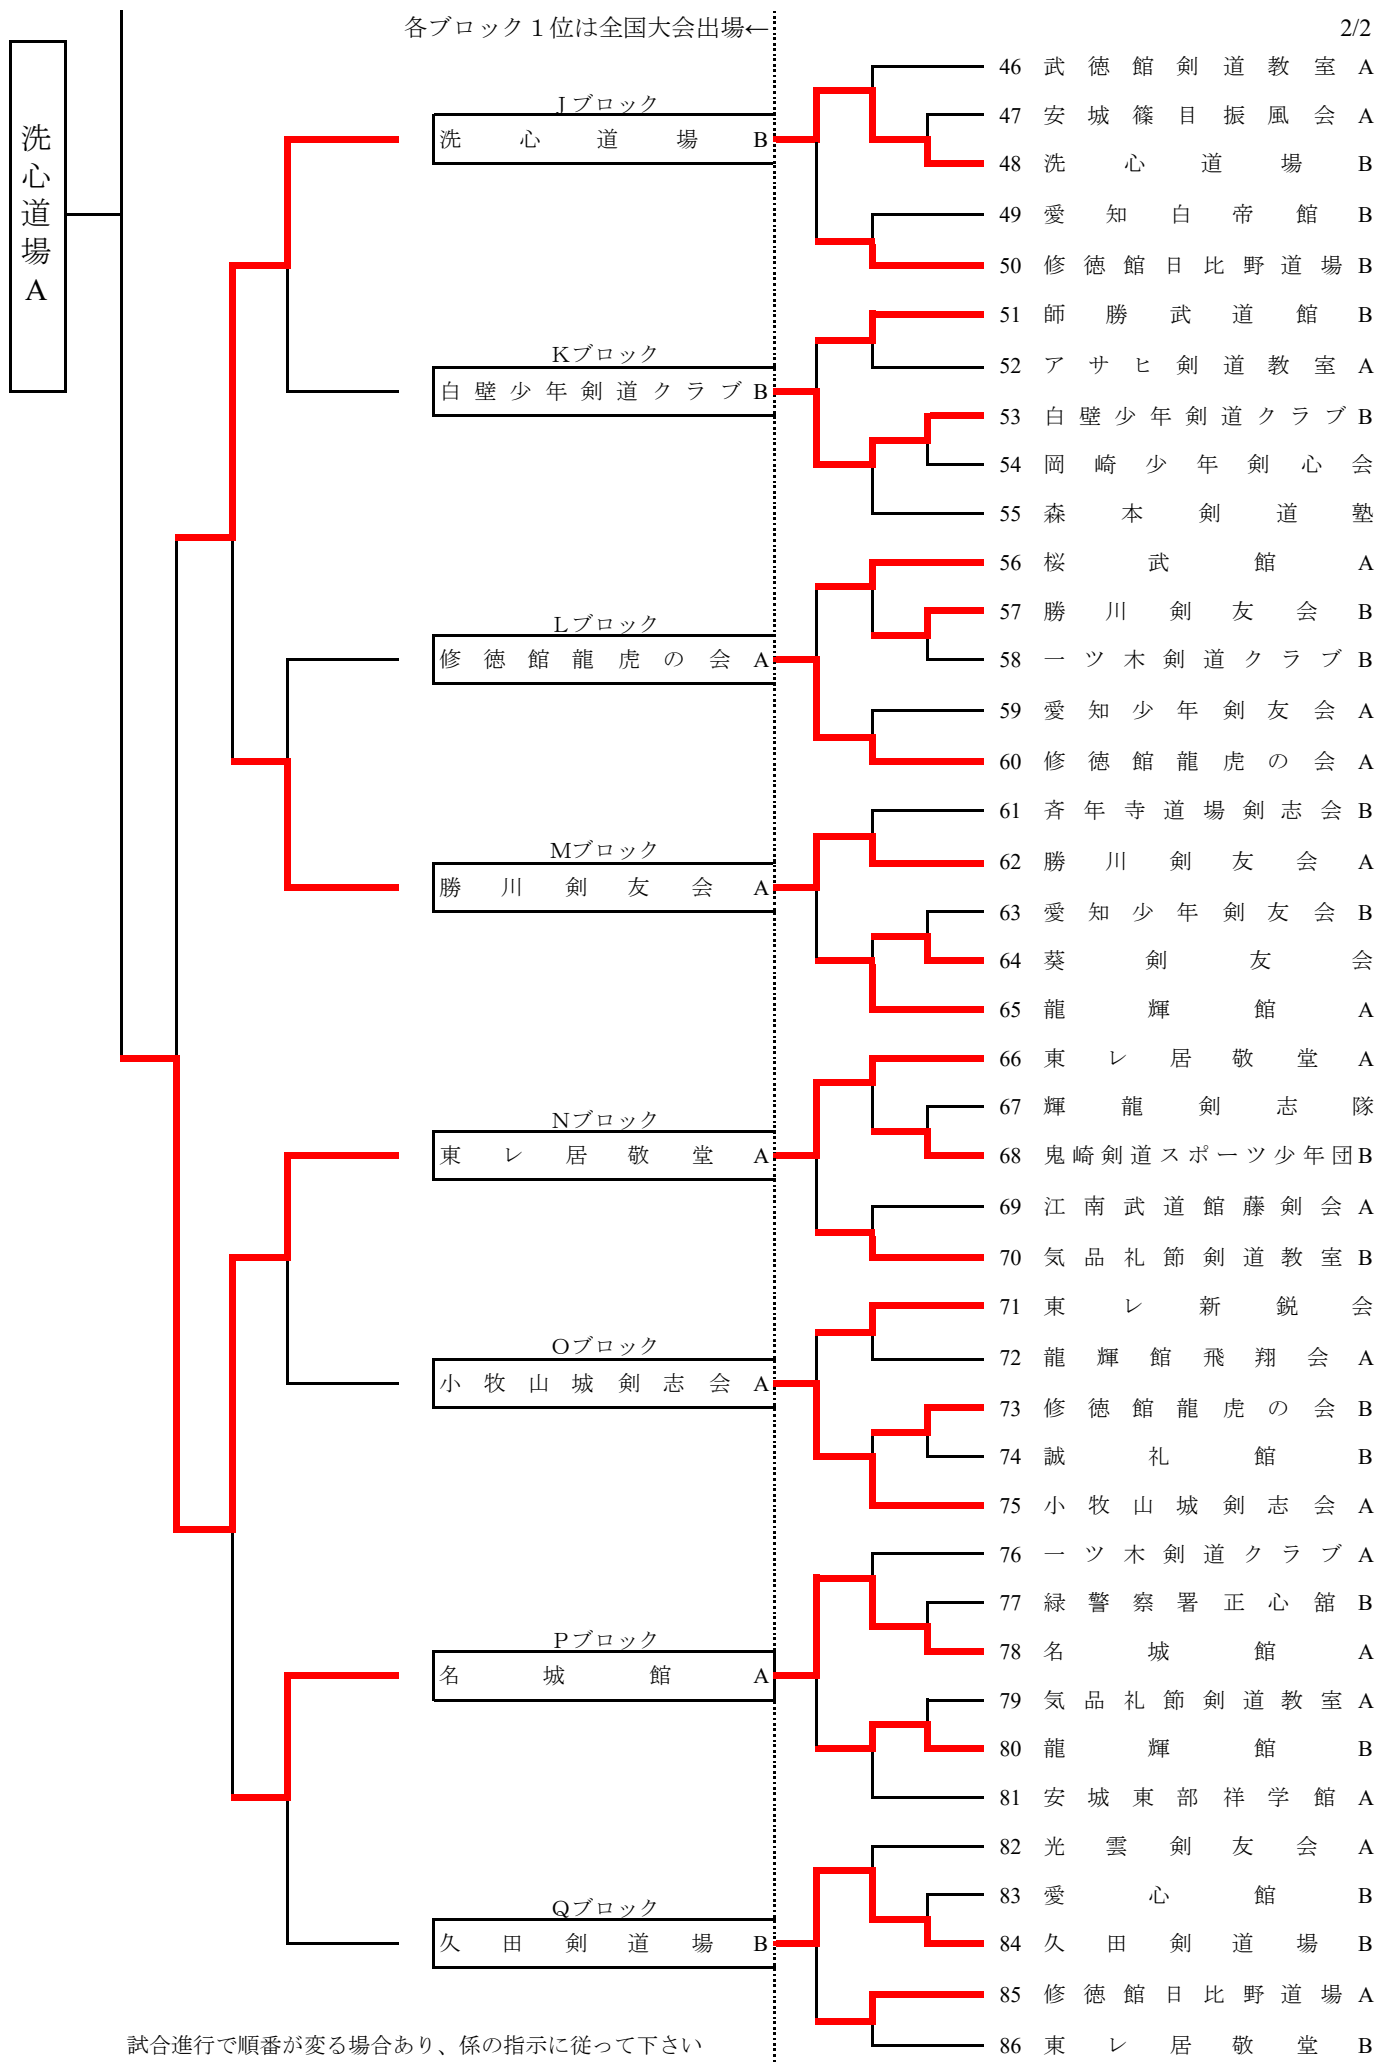 各ブロック１位は全国大会出場←
2/2
洗心道場A
Jブロック
洗心道場B
Kブロック
白壁少年剣道クラブB
Lブロック
修徳館龍虎の会A
Mブロック
勝川剣友会A
Nブロック
東レ居敬堂A
Oブロック
小牧山城剣志会A
Pブロック
名城館A
Qブロック
久田剣道場B
46 武徳館剣道教室A
47 安城篠目振風会A
48 洗心道場B
49 愛知白帝館B
50 修徳館日比野道場B
51 師勝武道館B
52 アサヒ剣道教室A
53 白壁少年剣道クラブB
54 岡崎少年剣心会
55 森本剣道塾
56 桜武館A
57 勝川剣友会B
58 一ツ木剣道クラブB
59 愛知少年剣友会A
60 修徳館龍虎の会A
61 斉年寺道場剣志会B
62 勝川剣友会A
63 愛知少年剣友会B
64 葵剣友会
65 龍輝館A
66 東レ居敬堂A
67 輝龍剣志隊
68 鬼崎剣道スポーツ少年団B
69 江南武道館藤剣会A
70 気品礼節剣道教室B
71 東レ新鋭会
72 龍輝館飛翔会A
73 修徳館龍虎の会B
74 誠礼館B
75 小牧山城剣志会A
76 一ツ木剣道クラブA
77 緑警察署正心舘B
78 名城館A
79 気品礼節剣道教室A
80 龍輝館B
81 安城東部祥学館A
82 光雲剣友会A
83 愛心館B
84 久田剣道場B
85 修徳館日比野道場A
86 東レ居敬堂B
試合進行で順番が変る場合あり、係の指示に従って下さい